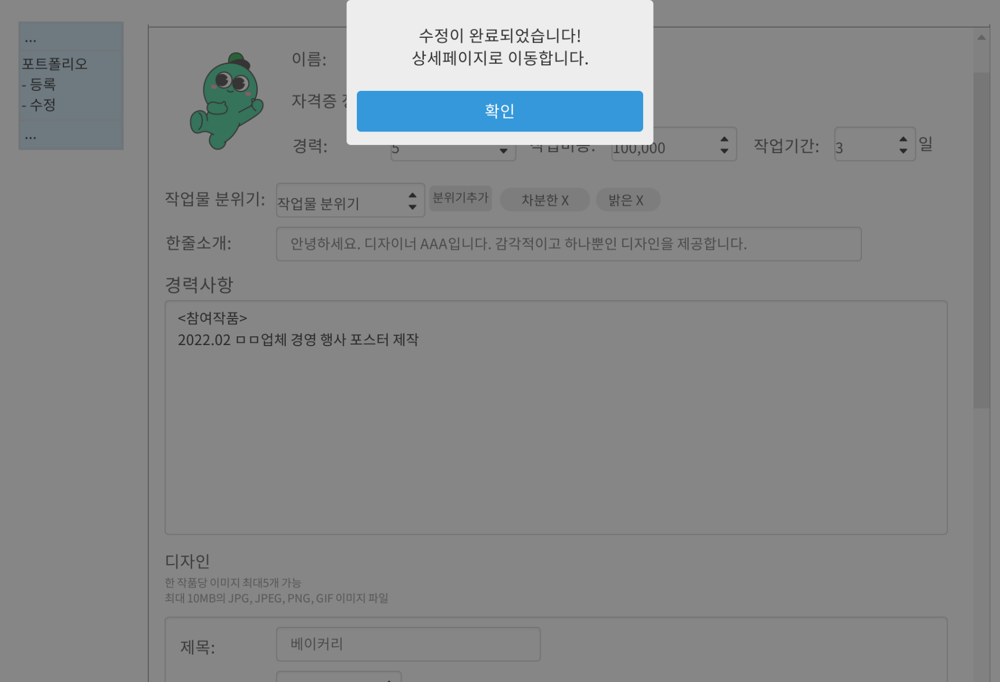 수정이 완료되었습니다!
상세페이지로 이동합니다.
확인
...
포트폴리오
- 등록
- 수정
...
이름:
자격증
경력: 5 작업비용: 100,000 작업기간: 3 일
작업물 분위기: 작업물 분위기 분위기추가 차분한 X 밝은 X
한줄소개: 안녕하세요. 디자이너 AAA입니다. 감각적이고 하나뿐인 디자인을 제공합니다.
경력사항
<참여작품>
2022.02 ㅁㅁ업체 경영 행사 포스터 제작
디자인
한 작품당 이미지 최대5개 가능
최대 10MB의 JPG, JPEG, PNG, GIF 이미지 파일
제목: 베이커리